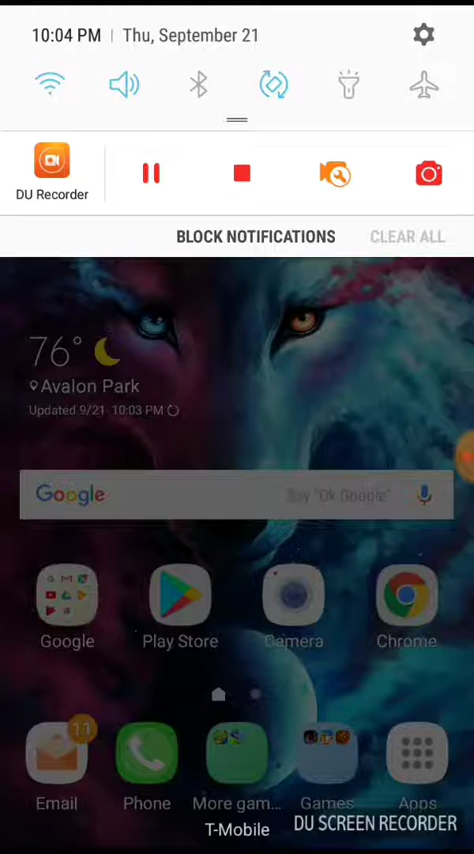 10:04 PM | Thu, September 21
DU Recorder
BLOCK NOTIFICATIONS CLEAR ALL
76°
Avalon Park
Updated 9/21 10:03 PM
Google Say "Ok Google"
Google Play Store Camera Chrome
11
Email Phone More gam... Games Apps
T-Mobile
DU SCREEN RECORDER